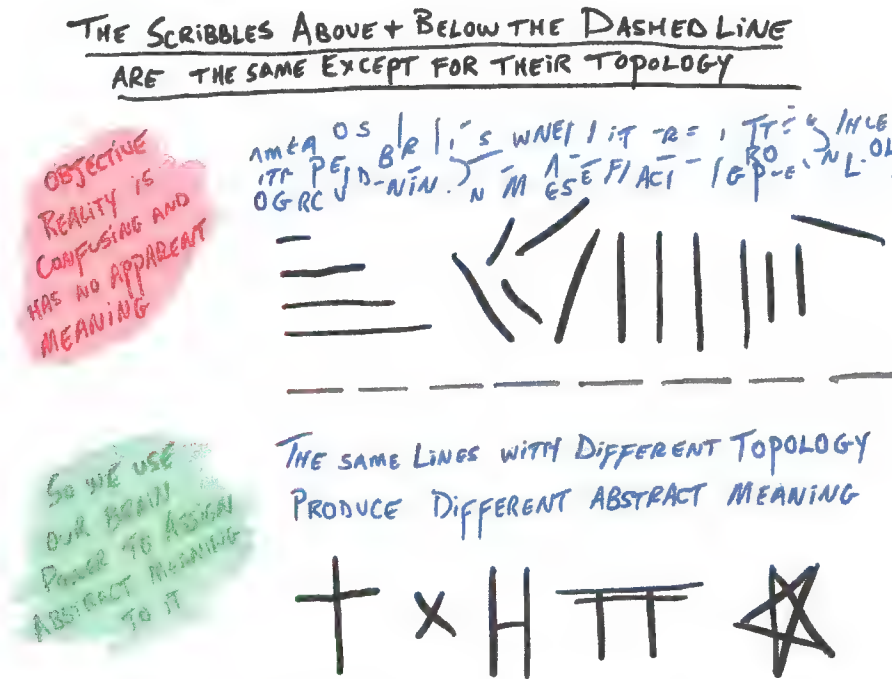 THE SCRIBBLES ABOVE + BELOW THE DASHED LINE
ARE THE SAME EXCEPT FOR THEIR TOPOLOGY
OBJECTIVE
REALITY IS
CONFUSING AND
HAS NO APPARENT
MEANING
SO WE USE
OUR BRAIN
POWER TO ASSIGN
ABSTRACT MEANING
TO IT
THE SAME LINES WITH DIFFERENT TOPOLOGY
PRODUCE DIFFERENT ABSTRACT MEANING